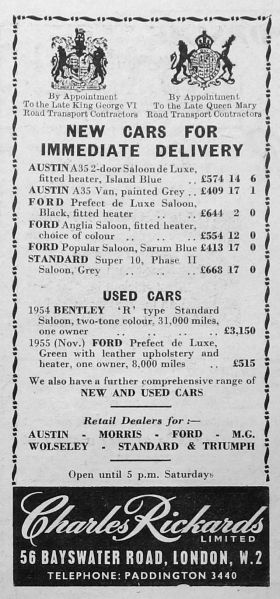 By Appointment By Appointment
To the Late King George VI To the Late Queen Mary
Road Transport Contractors Road Transport Contractors
NEW CARS FOR
IMMEDIATE DELIVERY
AUSTIN A35 2-door Saloon de Luxe,
fitted heater, Island Blue .. £574 14 6
AUSTIN A35 Van, painted Grey .. £409 17 1
FORD Prefect de Luxe Saloon,
Black, fitted heater .. £644 2 0
FORD Anglia Saloon, fitted heater,
choice of colour .. .. £554 12 0
FORD Popular Saloon, Sarum Blue £413 17 0
STANDARD Super 10, Phase II
Saloon, Grey .. .. £668 17 0
USED CARS
1954 BENTLEY 'R' type Standard
Saloon, two-tone colour, 31,000 miles,
one owner .. .. .. .. £3,150
1955 (Nov.) FORD Prefect de Luxe,
Green with leather upholstery and
heater, one owner, 8,000 miles .. £515
We also have a further comprehensive range of
NEW AND USED CARS
Retail Dealers for :—
AUSTIN - MORRIS - FORD - M.G.
WOLSELEY - STANDARD & TRIUMPH
Open until 5 p.m. Saturdays
Charles Rickards
LIMITED
56 BAYSWATER ROAD, LONDON, W.2
TELEPHONE: PADDINGTON 3440